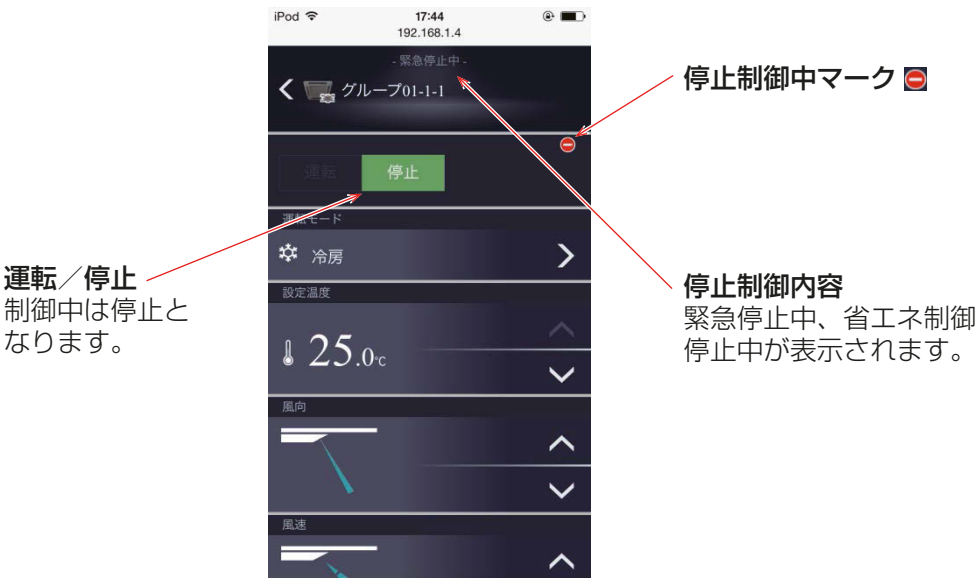 iPod 17:44
192.168.1.4
- 緊急停止中 -
グループ01-1-1
運転 停止
運転モード
冷房
設定温度
25.0℃
風向
風速
停止制御中マーク
運転／停止
制御中は停止と
なります。
停止制御内容
緊急停止中、省エネ制御
停止中が表示されます。